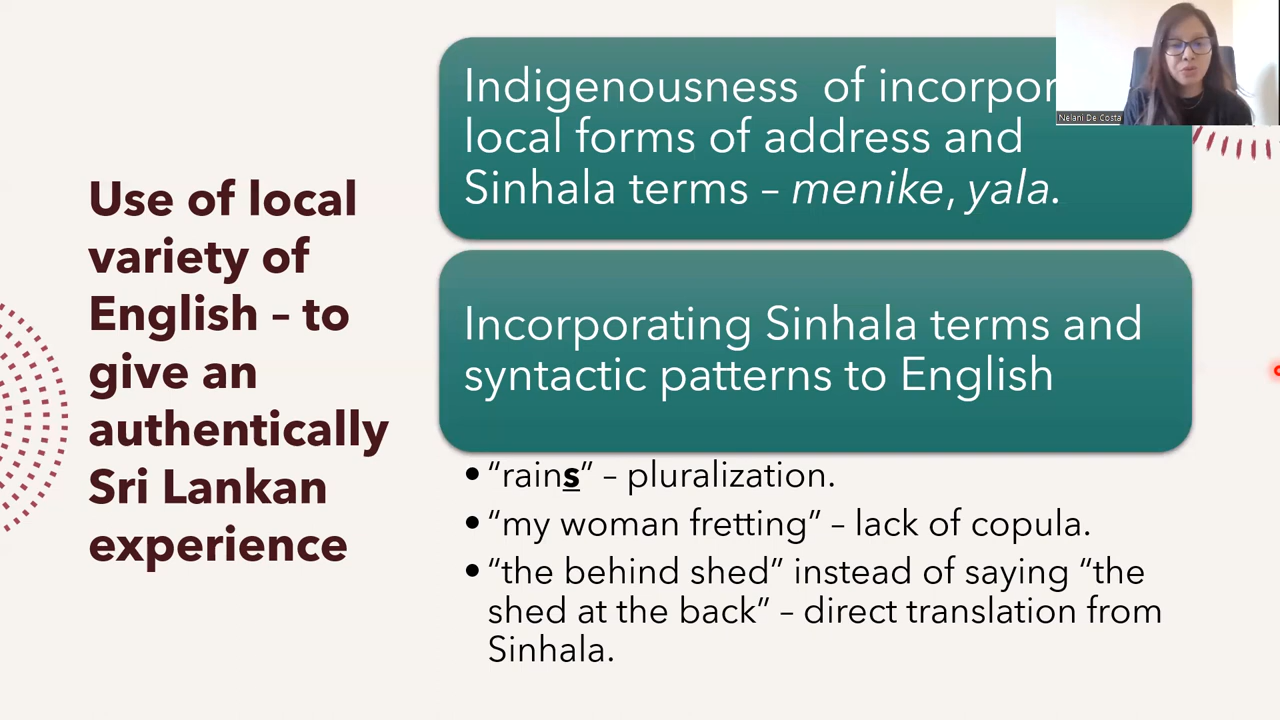 Use of local
variety of
English – to
give an
authentically
Sri Lankan
experience
Indigenousness of incorpor
local forms of address and
Sinhala terms – menike, yala.
Incorporating Sinhala terms and
syntactic patterns to English
• “rains” – pluralization.
• “my woman fretting” – lack of copula.
• “the behind shed” instead of saying “the
shed at the back” – direct translation from
Sinhala.
Nelani De Costa